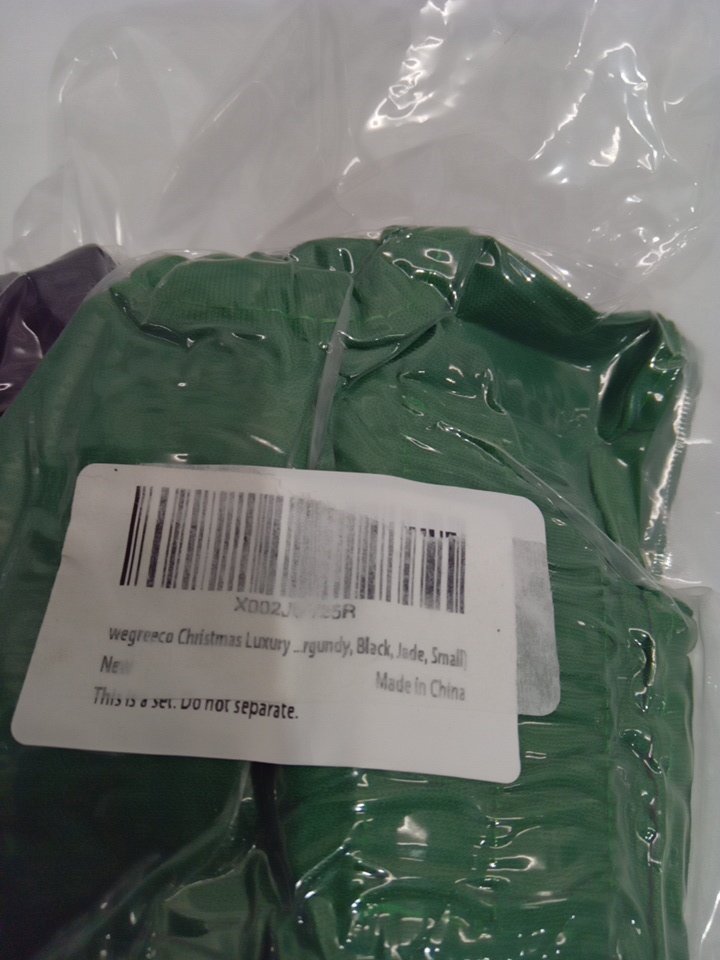 wegreeco Christmas Luxury ...rgundy, Black, Jade, Small)
New
Made in China
This is a set. Do not separate.